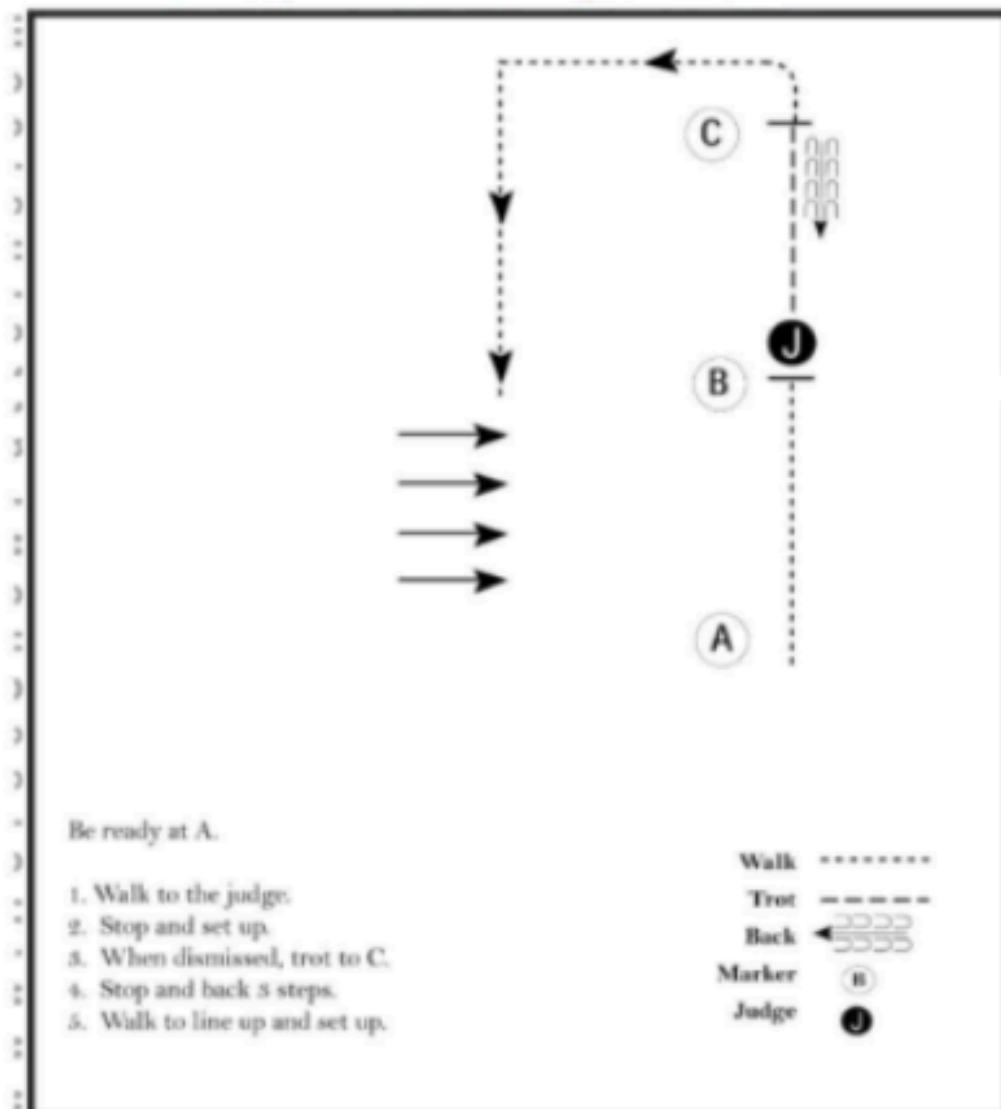 C
J
B
A
Be ready at A.
1. Walk to the judge.
2. Stop and set up.
3. When dismissed, trot to C.
4. Stop and back 3 steps.
5. Walk to line up and set up.
Walk
Trot
Back
Marker B
Judge J